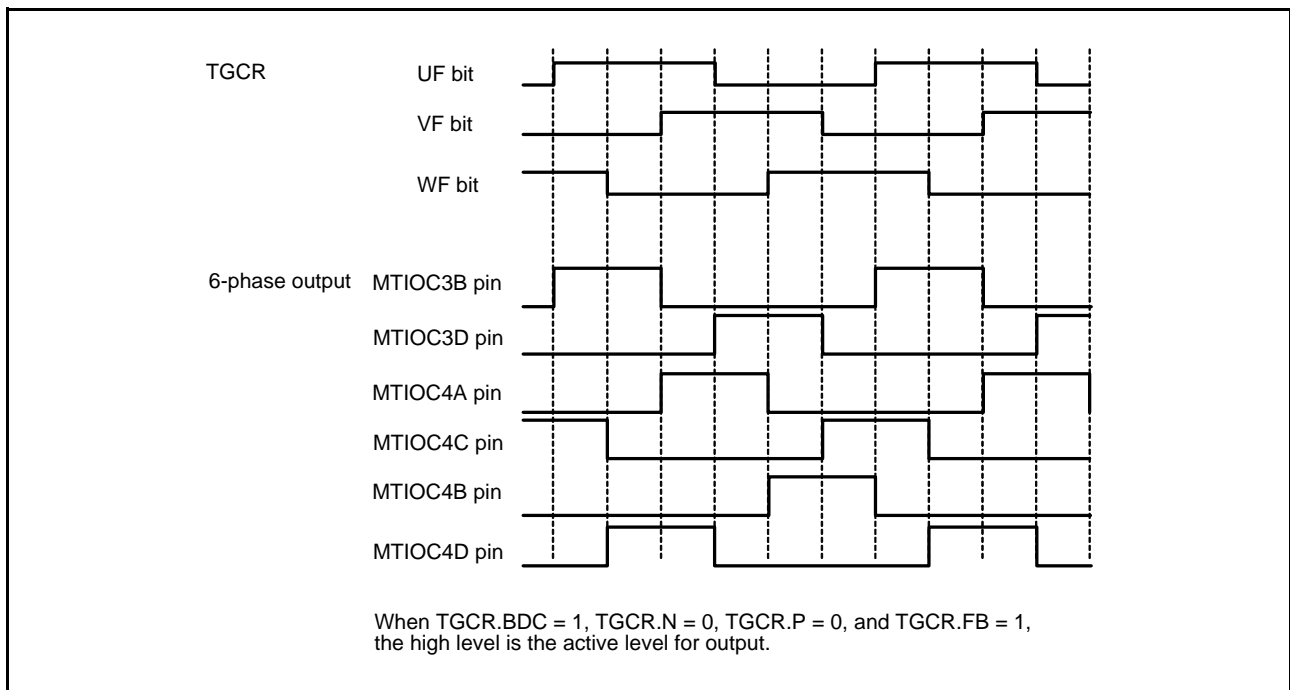 TGCR UF bit
VF bit
WF bit
6-phase output MTIOC3B pin
MTIOC3D pin
MTIOC4A pin
MTIOC4C pin
MTIOC4B pin
MTIOC4D pin
When TGCR.BDC = 1, TGCR.N = 0, TGCR.P = 0, and TGCR.FB = 1,
the high level is the active level for output.